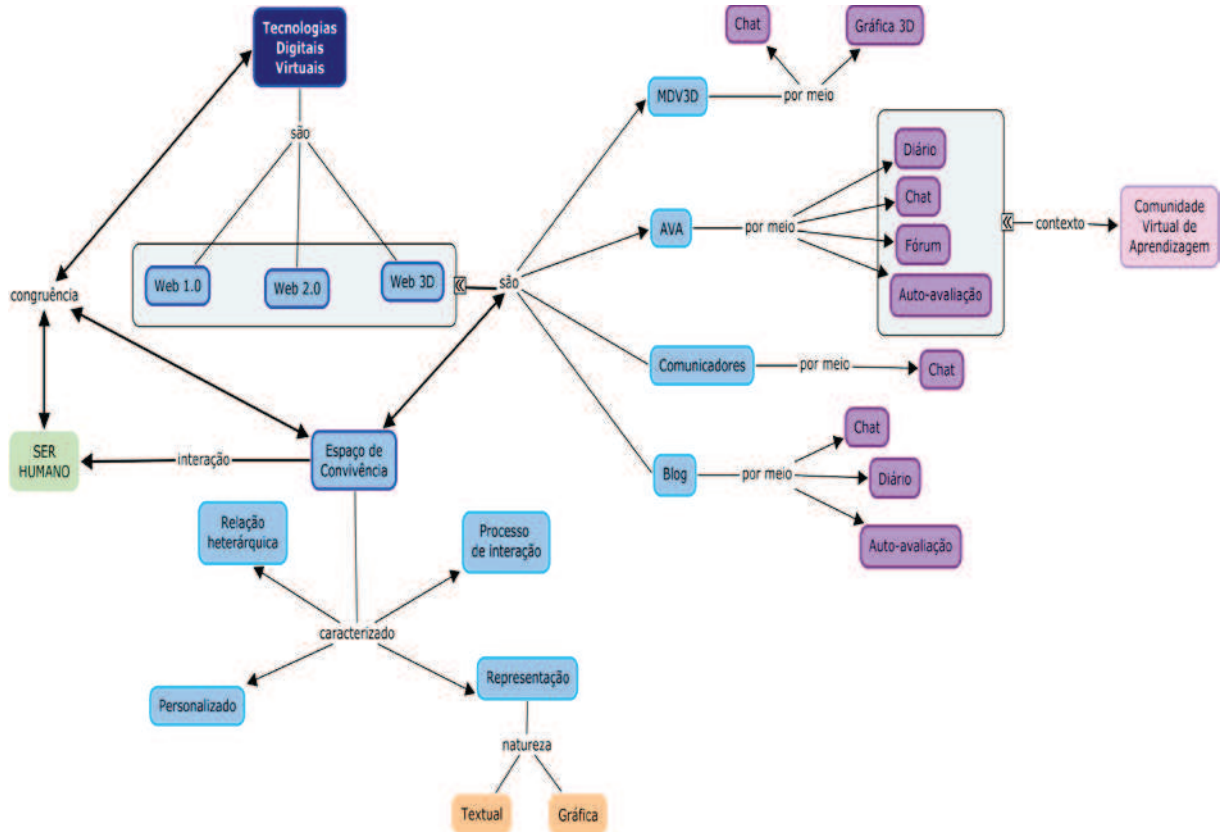 Tecnologias
Digitais
Virtuais
são
Web 1.0
Web 2.0
Web 3D
congruência
SER
HUMANO
interação
Espaço de
Convivência
Relação
heterárquica
Processo
de interação
caracterizado
Personalizado
Representação
natureza
Textual
Gráfica
são
MDV3D
por meio
Chat
Gráfica 3D
AVA
por meio
Diário
Chat
Fórum
Auto-avaliação
contexto
Comunidade
Virtual de
Aprendizagem
Comunicadores
por meio
Chat
Blog
por meio
Chat
Diário
Auto-avaliação